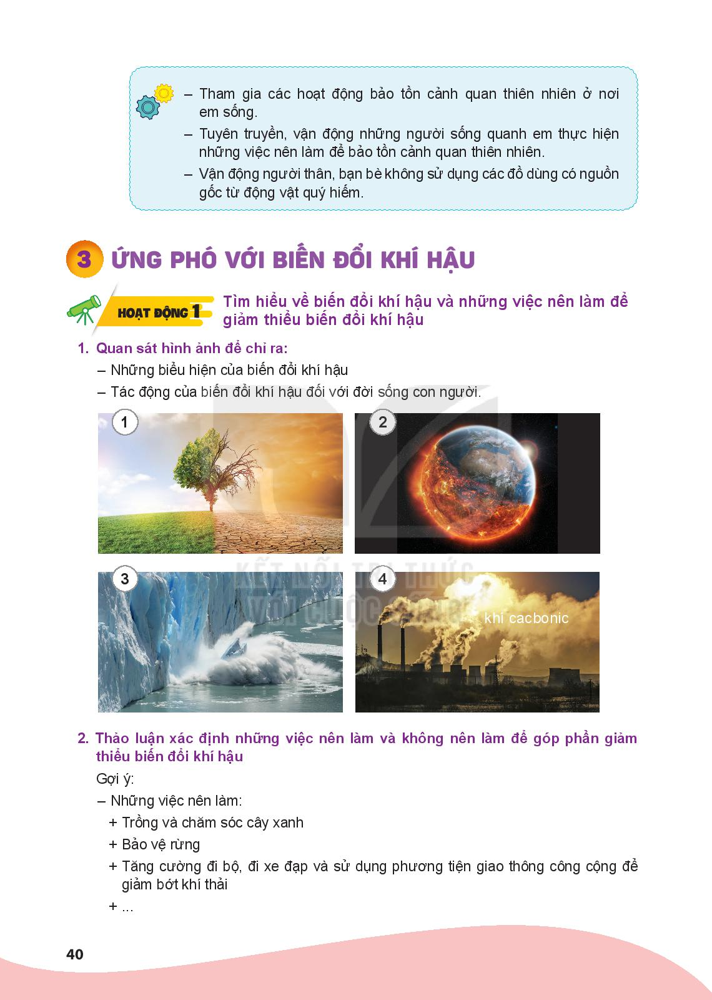 – Tham gia các hoạt động bảo tồn cảnh quan thiên nhiên ở nơi
em sống.
– Tuyên truyền, vận động những người sống quanh em thực hiện
những việc nên làm để bảo tồn cảnh quan thiên nhiên.
– Vận động người thân, bạn bè không sử dụng các đồ dùng có nguồn
gốc từ động vật quý hiếm.
3 ỨNG PHÓ VỚI BIẾN ĐỔI KHÍ HẬU
HOẠT ĐỘNG 1
Tìm hiểu về biến đổi khí hậu và những việc nên làm để
giảm thiểu biến đổi khí hậu
1. Quan sát hình ảnh để chỉ ra:
– Những biểu hiện của biến đổi khí hậu
– Tác động của biến đổi khí hậu đối với đời sống con người.
1
2
3
4
KẾT NỐI TRI THỨC
VỚI CUỘC SỐNG
khí cacbonic
2. Thảo luận xác định những việc nên làm và không nên làm để góp phần giảm
thiểu biến đổi khí hậu
Gợi ý:
– Những việc nên làm:
+ Trồng và chăm sóc cây xanh
+ Bảo vệ rừng
+ Tăng cường đi bộ, đi xe đạp và sử dụng phương tiện giao thông công cộng để
giảm bớt khí thải
+ ...
40